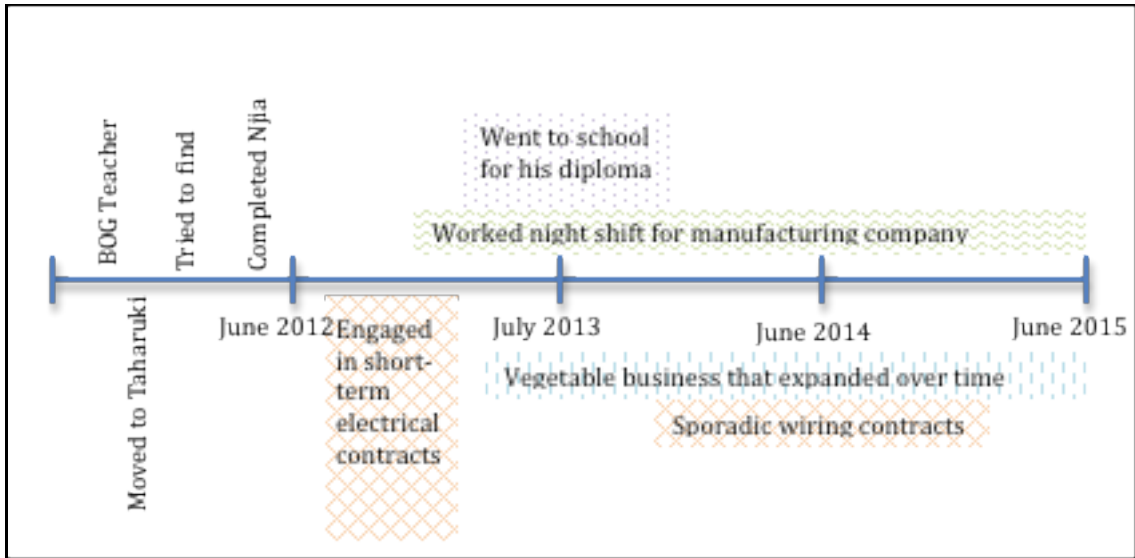 BOG Teacher
Tried to find
Completed Njia
Went to school
for his diploma
Worked night shift for manufacturing company
Moved to Taharuki
June 2012
Engaged
in short-
term
electrical
contracts
July 2013
June 2014
June 2015
Vegetable business that expanded over time
Sporadic wiring contracts